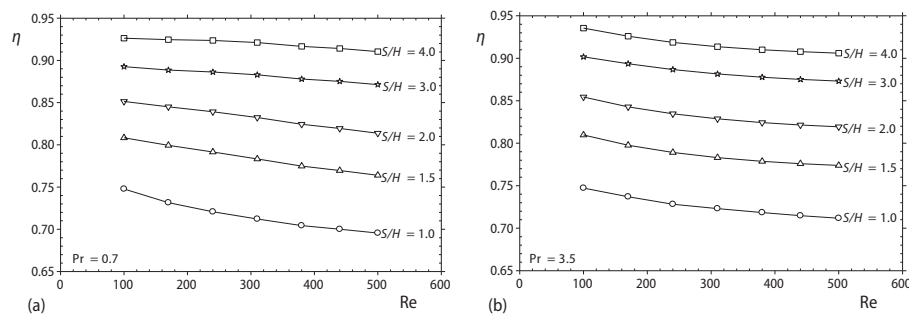 0.95
η
0.90
0.85
0.80
0.75
0.70
0.65
S/H = 4.0
S/H = 3.0
S/H = 2.0
S/H = 1.5
S/H = 1.0
Pr = 0.7
0 100 200 300 400 500 600
(a)
Re
0.95
η
0.90
0.85
0.80
0.75
0.70
0.65
S/H = 4.0
S/H = 3.0
S/H = 2.0
S/H = 1.5
S/H = 1.0
Pr = 3.5
0 100 200 300 400 500 600
(b)
Re